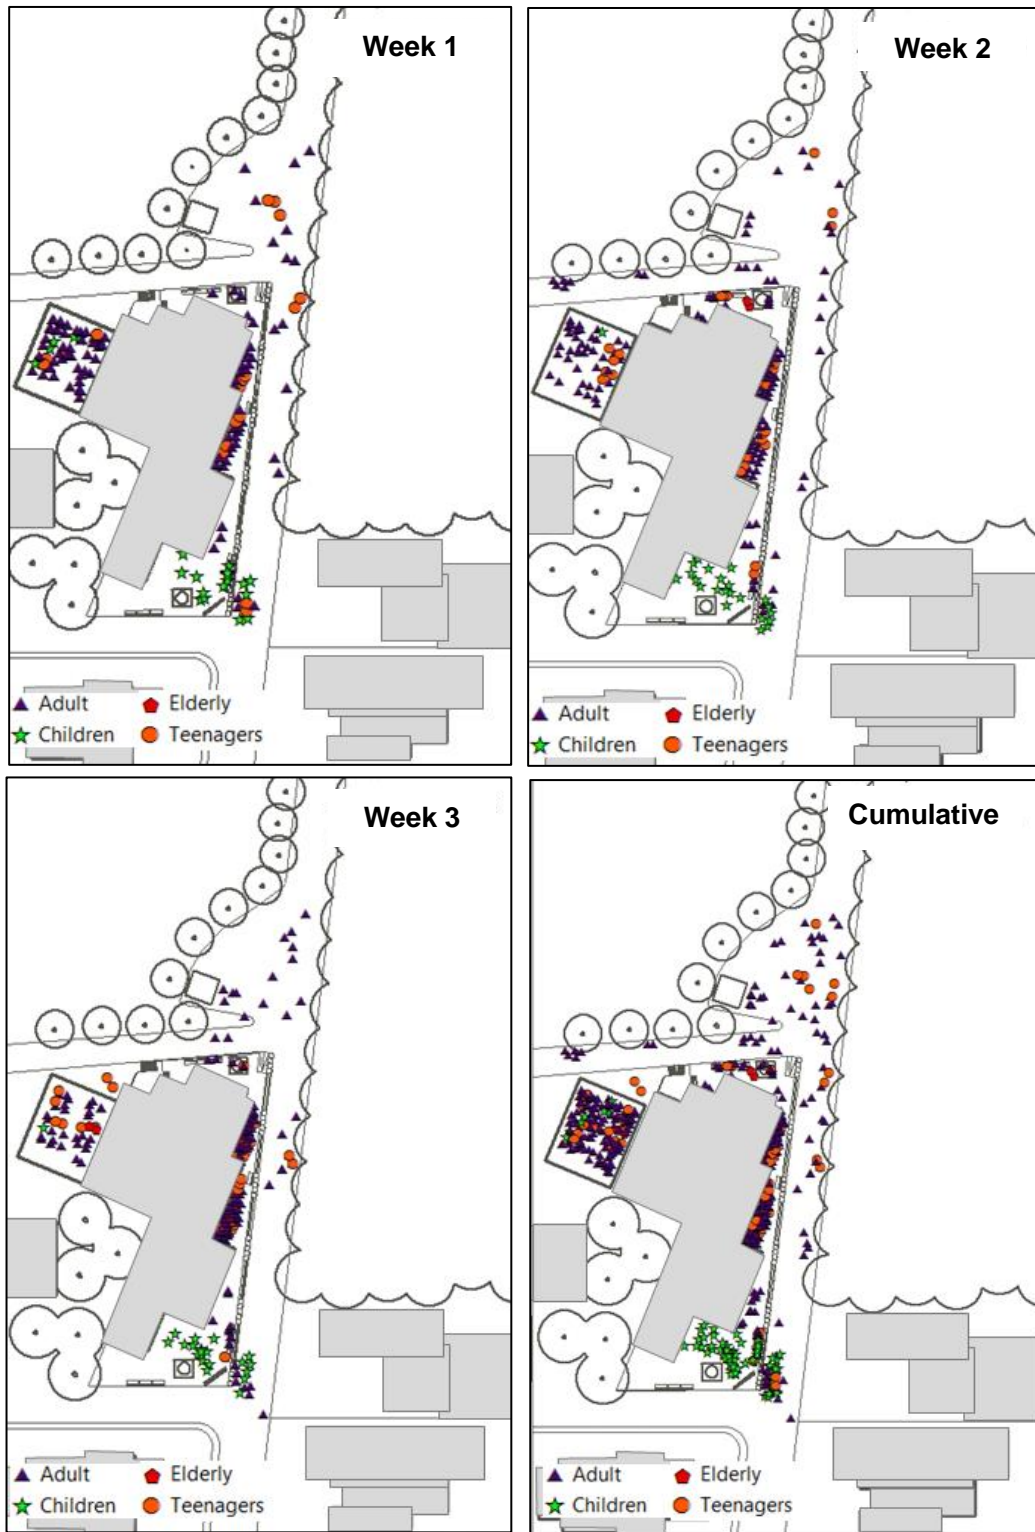 Week 1
Adult Elderly
Children Teenagers
Week 2
Adult Elderly
Children Teenagers
Week 3
Adult Elderly
Children Teenagers
Cumulative
Adult Elderly
Children Teenagers